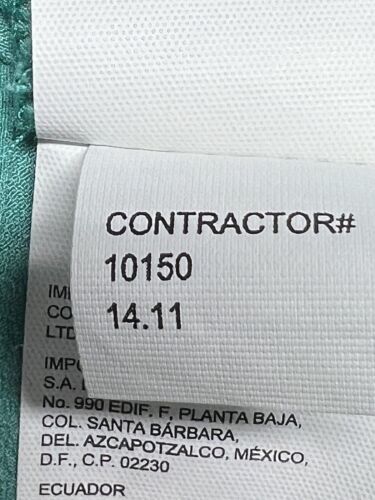 CONTRACTOR#
10150
14.11
No. 990 EDIF. F, PLANTA BAJA,
COL. SANTA BÁRBARA,
DEL. AZCAPOTZALCO, MÉXICO,
D.F., C.P. 02230
ECUADOR